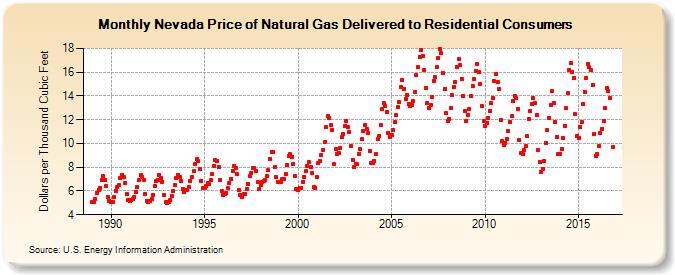 Monthly Nevada Price of Natural Gas Delivered to Residential Consumers
Dollars per Thousand Cubic Feet
18
16
14
12
10
8
6
4
1990 1995 2000 2005 2010 2015
Source: U.S. Energy Information Administration